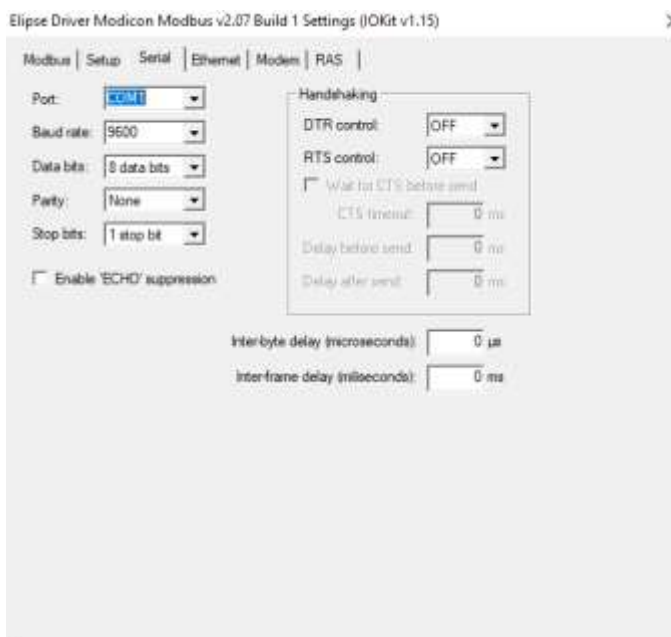 Elipse Driver Modicon Modbus v2.07 Build 1 Settings (IOKit v1.15)
Modbus Setup Serial Ethernet Modem RAS
Port: COM1
Baud rate: 9600
Data bits: 8 data bits
Parity: None
Stop bits: 1 stop bit
Enable 'ECHO' suppression
Handshaking
DTR control: OFF
RTS control: OFF
Wait for CTS before send
CTS timeout: 0 ms
Delay before send: 0 ms
Delay after send: 0 ms
Inter-byte delay (microseconds): 0 µs
Inter-frame delay (miliseconds): 0 ms